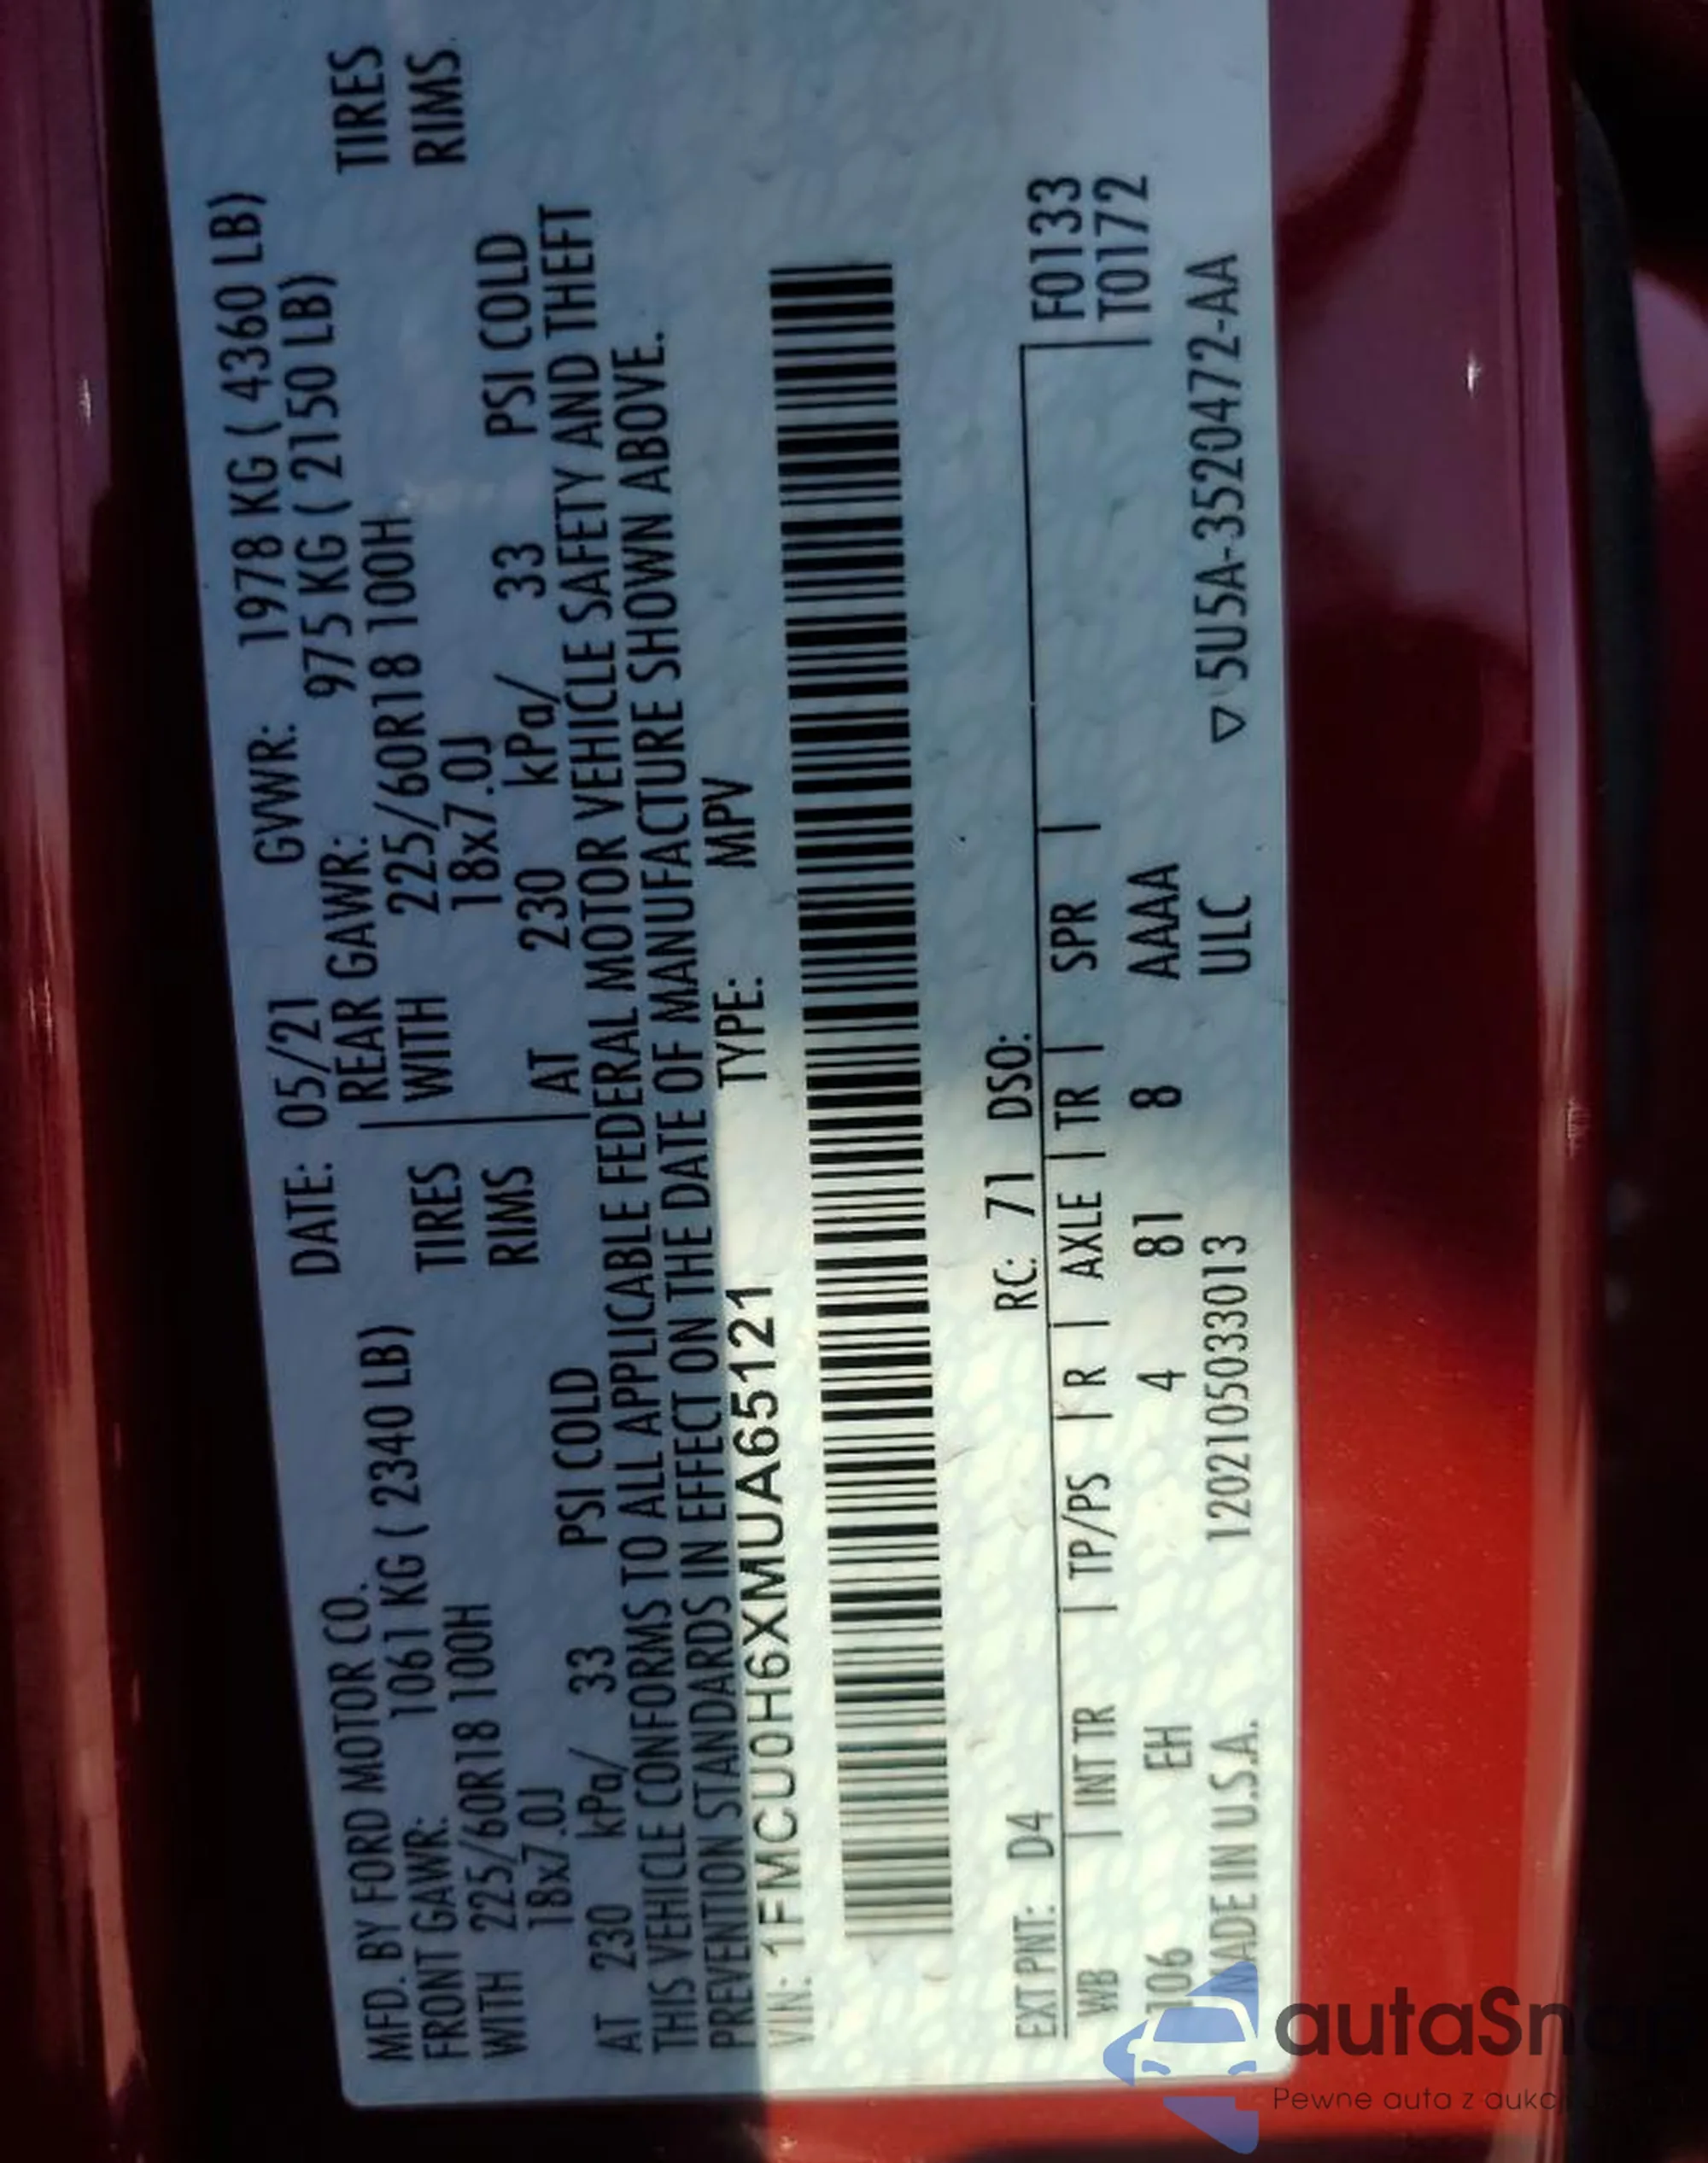 MFD. BY FORD MOTOR CO. DATE: 05/21 GVWR: 1978 KG ( 4360 LB)
FRONT GAWR: 1061 KG ( 2340 LB) REAR GAWR: 975 KG ( 2150 LB)
WITH 225/60R18 100H TIRES WITH 225/60R18 100H TIRES
18x7.0J RIMS 18x7.0J RIMS
AT 230 kPa/ 33 PSI COLD AT 230 kPa/ 33 PSI COLD
THIS VEHICLE CONFORMS TO ALL APPLICABLE FEDERAL MOTOR VEHICLE SAFETY AND THEFT
PREVENTION STANDARDS IN EFFECT ON THE DATE OF MANUFACTURE SHOWN ABOVE.
VIN: 1FMCU0H6XMUA65121 TYPE: MPV
EXT PNT: D4 RC: 71 DSO: F0133
WB | INT TR | TP/PS | R | AXLE | TR | SPR | T0172
106 EH 4 81 8 AAAA
MADE IN U.S.A. 12021050330​13 ULC ▽ 5U5A-3520472-AA
autaSn
Pewne auta z aukc